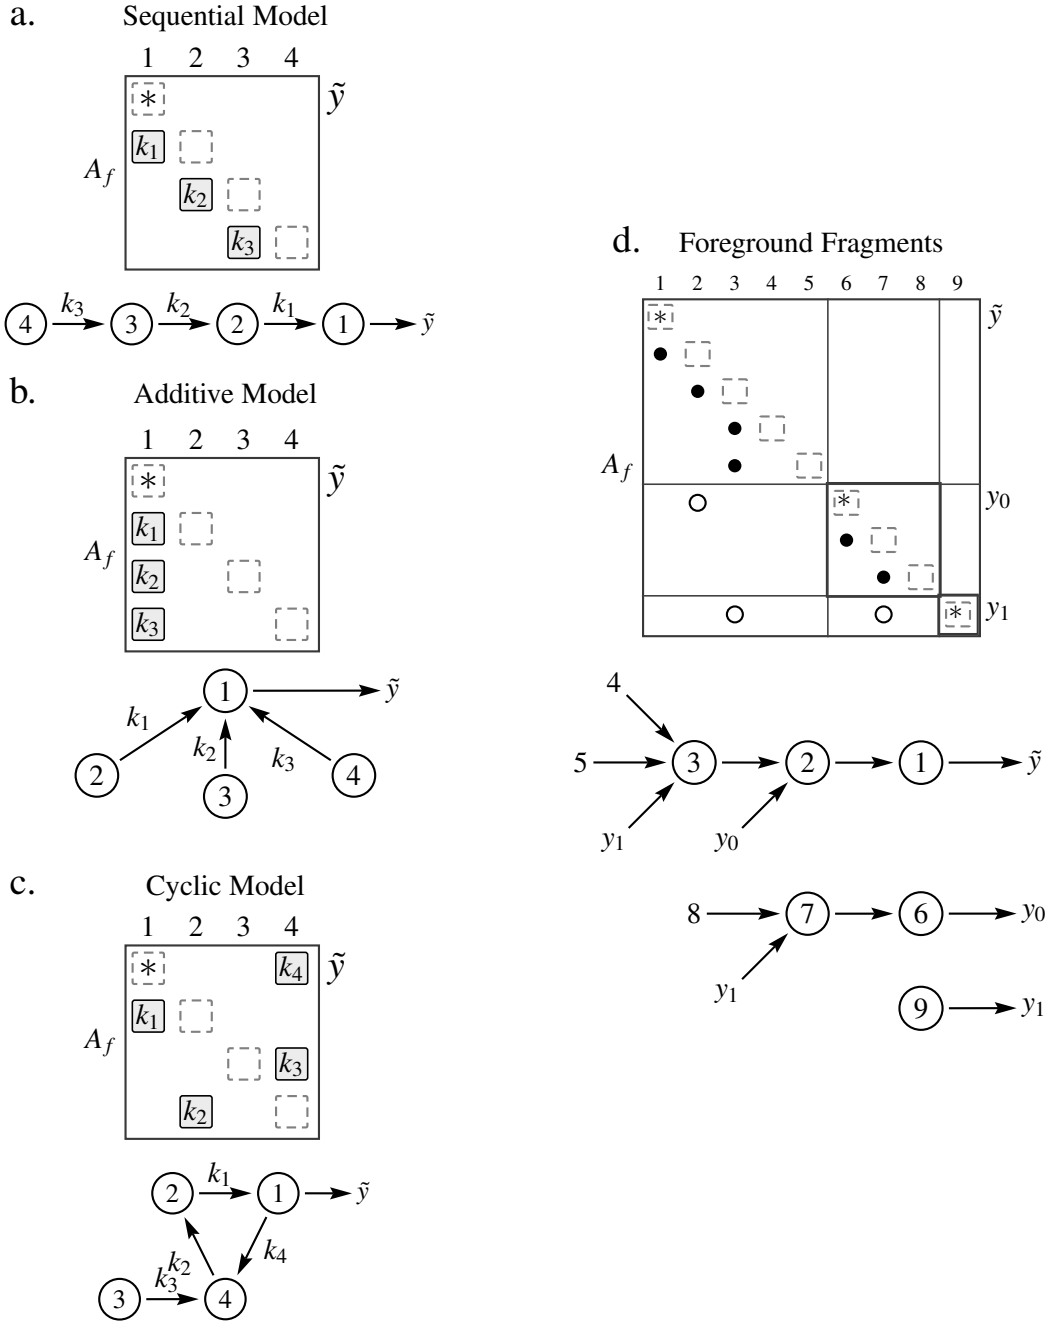 a.
Sequential Model
1 2 3 4
* ỹ
k₁
A_f
k₂
k₃
4 k₃ 3 k₂ 2 k₁ 1 ỹ
b.
Additive Model
1 2 3 4
* ỹ
k₁
A_f
k₂
k₃
1 ỹ
k₁ k₂ k₃
2 3 4
c.
Cyclic Model
1 2 3 4
* k₄ ỹ
k₁
A_f
k₃
k₂
2 k₁ 1 ỹ
k₂ k₄
3 k₃ 4
d.
Foreground Fragments
1 2 3 4 5 6 7 8 9
* ỹ
A_f
* y₀
* y₁
4
5 3 2 1 ỹ
y₁ y₀
8 7 6 y₀
y₁
9 y₁